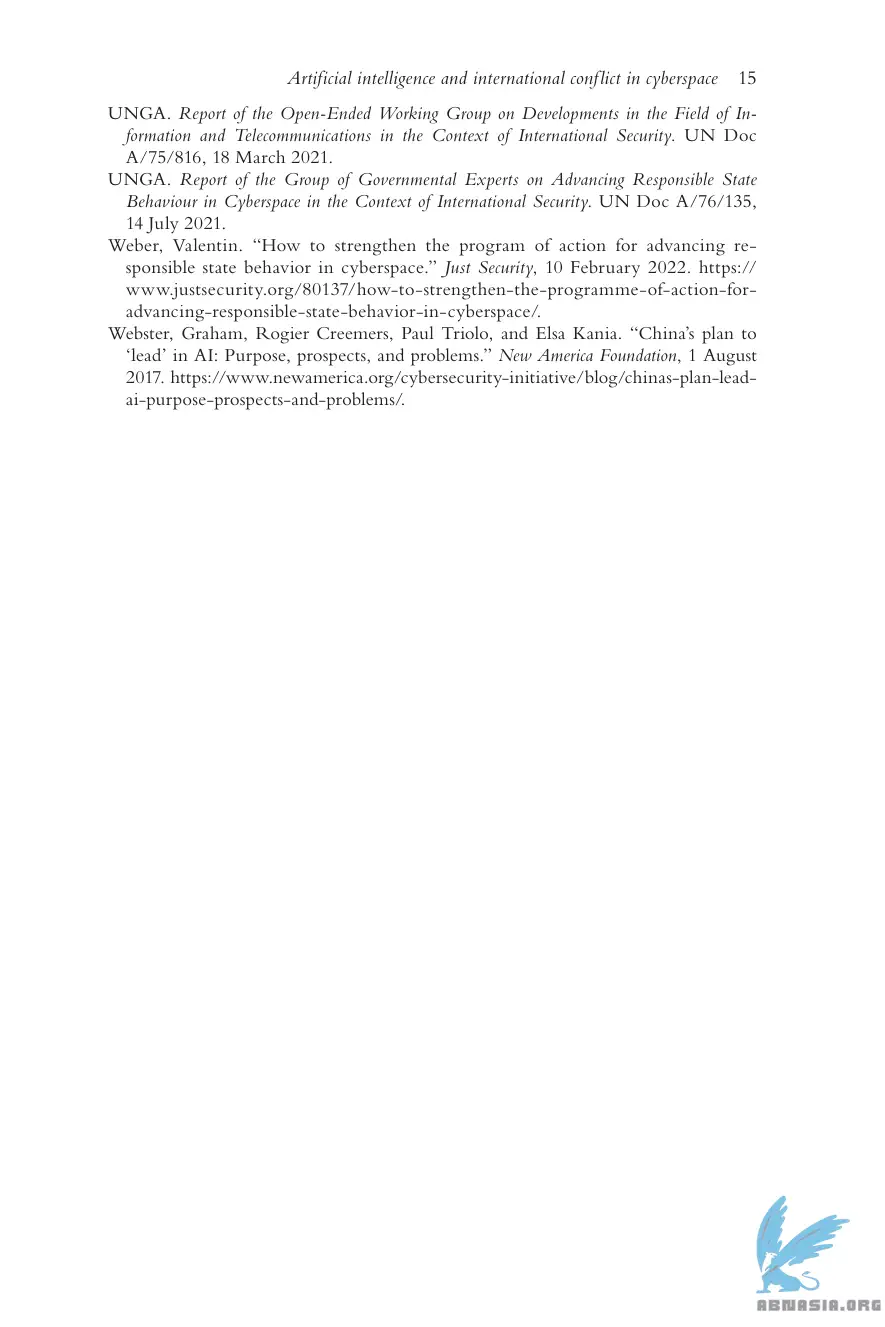 Artificial intelligence and international conflict in cyberspace 15
UNGA. Report of the Open-Ended Working Group on Developments in the Field of In-
formation and Telecommunications in the Context of International Security. UN Doc
A/75/816, 18 March 2021.
UNGA. Report of the Group of Governmental Experts on Advancing Responsible State
Behaviour in Cyberspace in the Context of International Security. UN Doc A/76/135,
14 July 2021.
Weber, Valentin. “How to strengthen the program of action for advancing re-
sponsible state behavior in cyberspace.” Just Security, 10 February 2022. https://
www.justsecurity.org/80137/how-to-strengthen-the-programme-of-action-for-
advancing-responsible-state-behavior-in-cyberspace/.
Webster, Graham, Rogier Creemers, Paul Triolo, and Elsa Kania. “China’s plan to
‘lead’ in AI: Purpose, prospects, and problems.” New America Foundation, 1 August
2017. https://www.newamerica.org/cybersecurity-initiative/blog/chinas-plan-lead-
ai-purpose-prospects-and-problems/.
ABNASIA.ORG